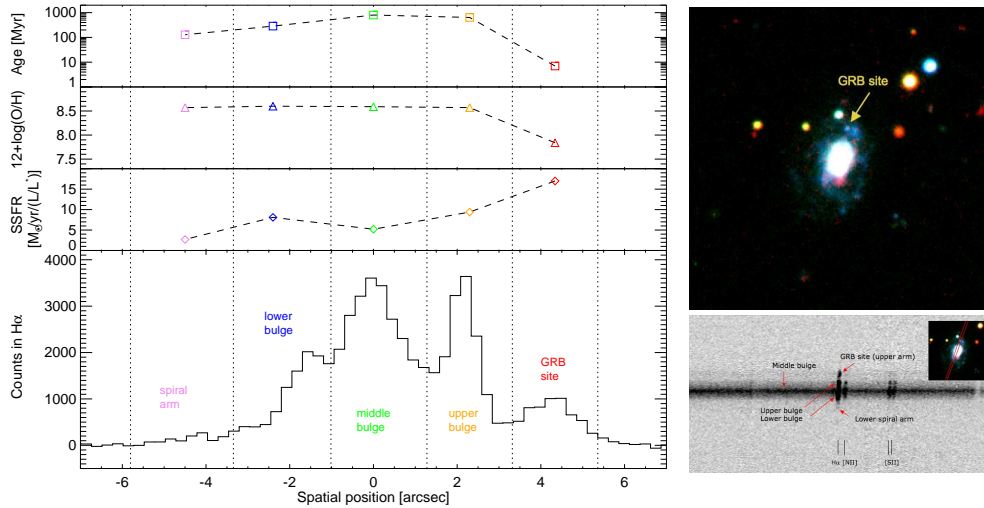 Age [Myr]
1000
100
10
1
12+log(O/H)
8.5
8.0
7.5
SSFR
[M☉/yr/(L/L*)]
20
15
10
5
0
Counts in Hα
4000
3000
2000
1000
0
spiral
arm
lower
bulge
middle
bulge
upper
bulge
GRB
site
-6 -4 -2 0 2 4 6
Spatial position [arcsec]
GRB site
Middle bulge
GRB site (upper arm)
Upper bulge
Lower bulge
Lower spiral arm
Hα [NII] [SII]